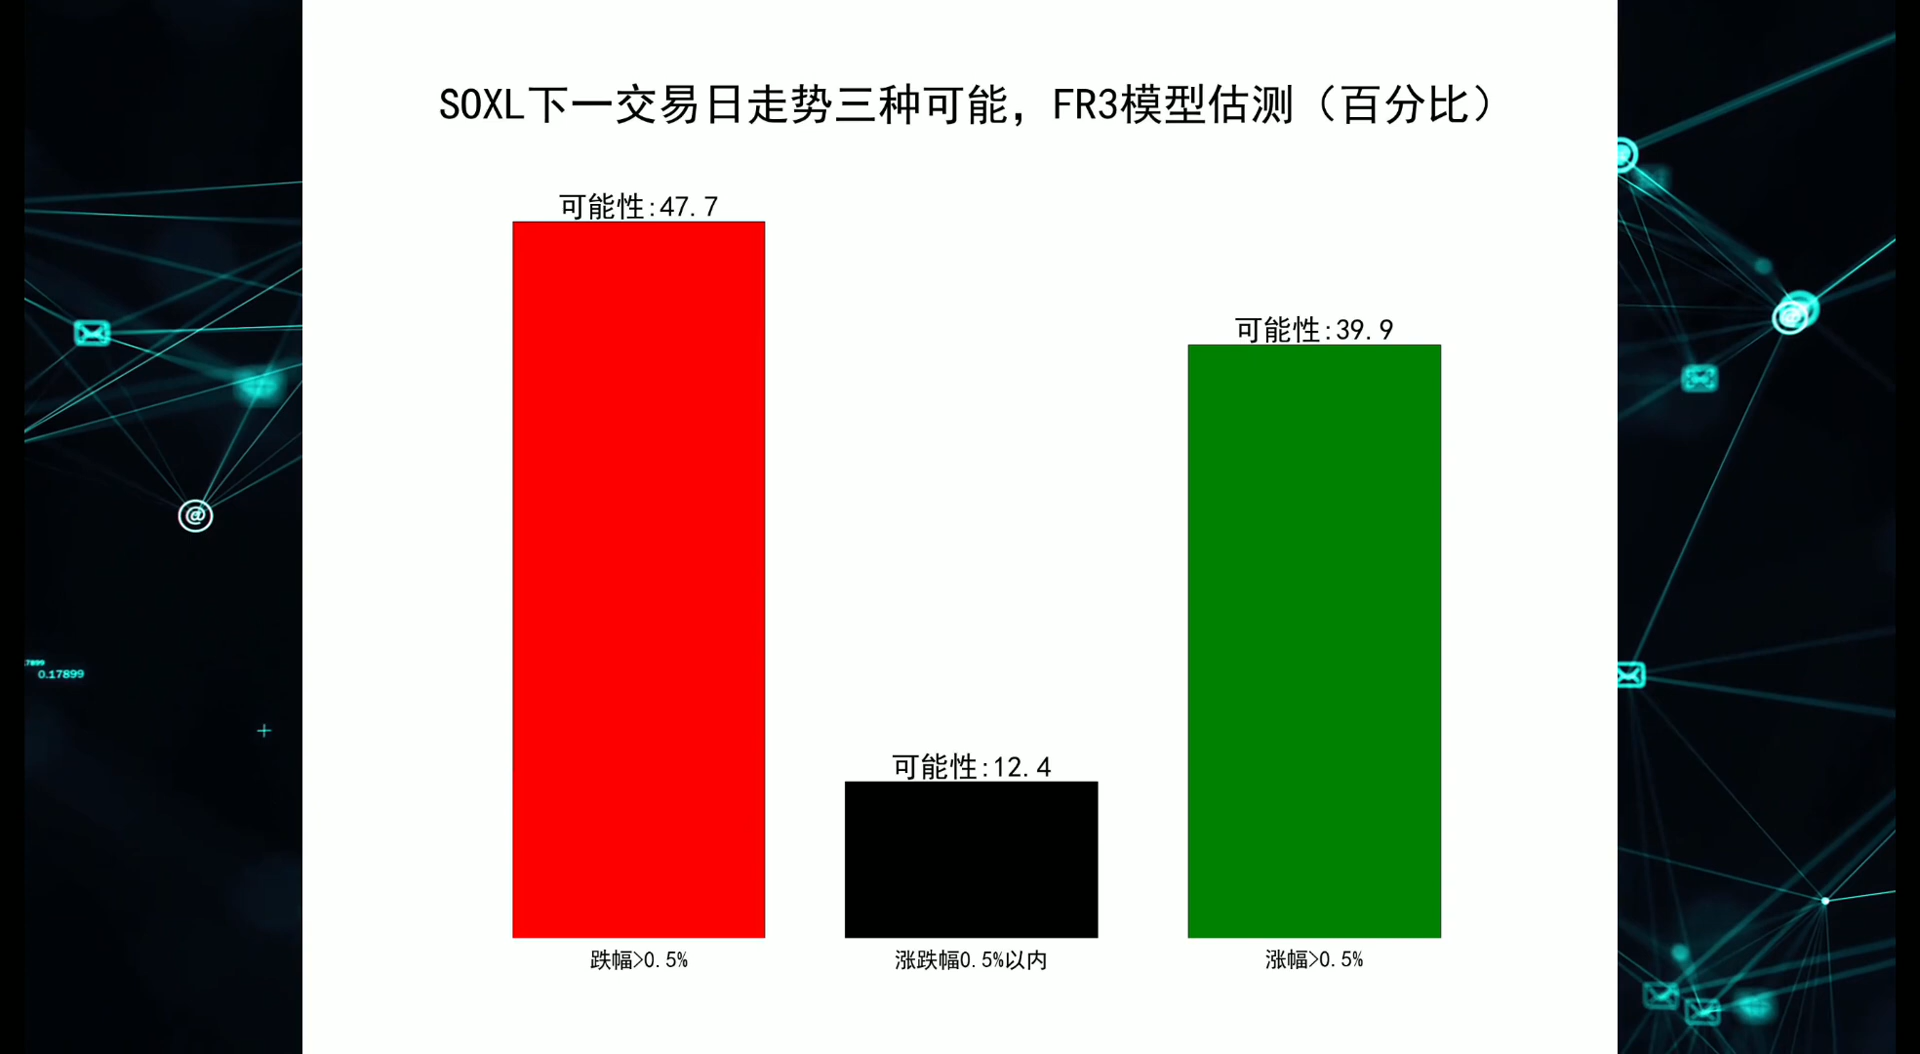 SOXL下一交易日走势三种可能，FR3模型估测（百分比）
可能性:47.7
可能性:39.9
可能性:12.4
跌幅>0.5%
涨跌幅0.5%以内
涨幅>0.5%
0.17899